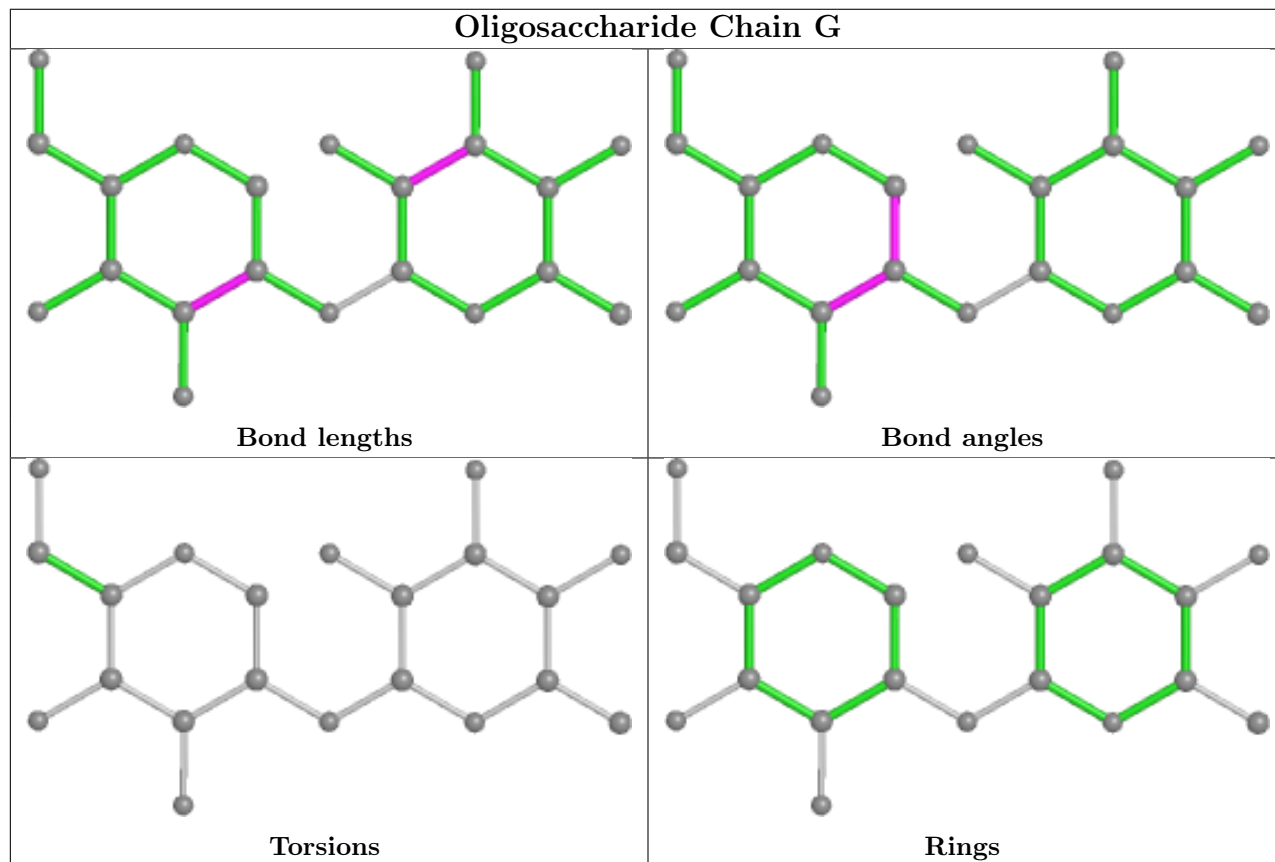 Oligosaccharide Chain G
Bond lengths
Bond angles
Torsions
Rings